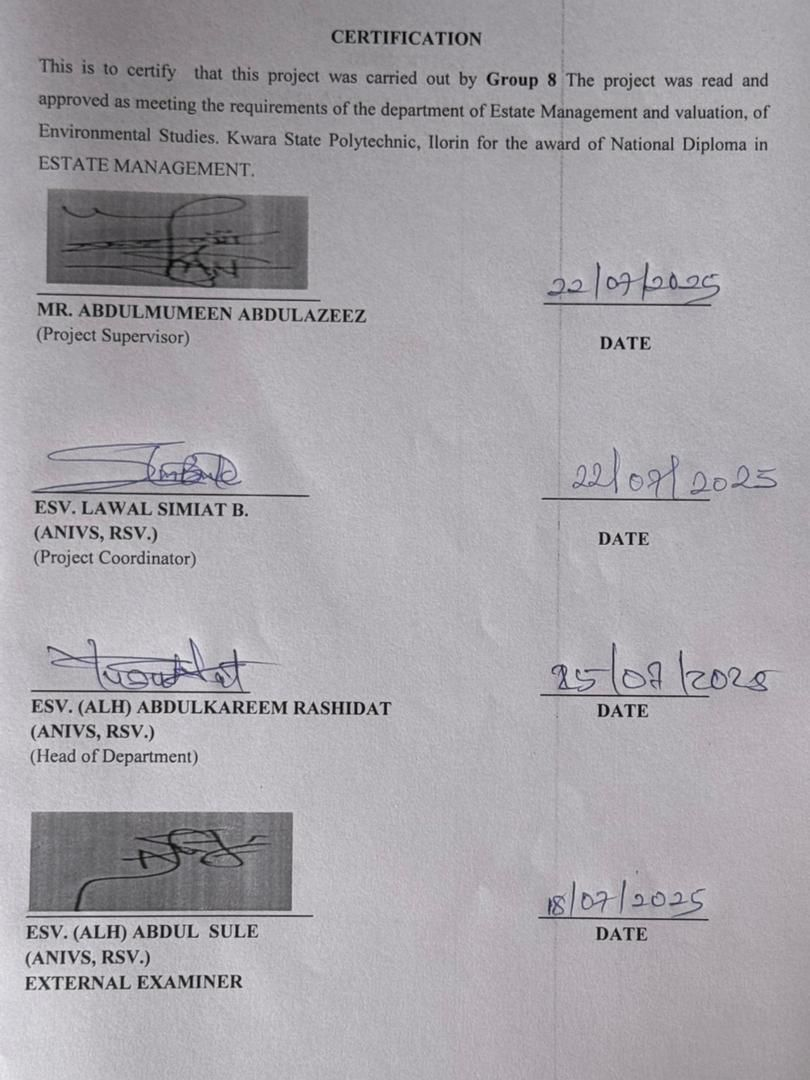 CERTIFICATION
This is to certify that this project was carried out by Group 8 The project was read and
approved as meeting the requirements of the department of Estate Management and valuation, of
Environmental Studies. Kwara State Polytechnic, Ilorin for the award of National Diploma in
ESTATE MANAGEMENT.
22/07/2025
MR. ABDULMUMEEN ABDULAZEEZ
(Project Supervisor)
DATE
22/07/2025
ESV. LAWAL SIMIAT B.
(ANIVS, RSV.)
DATE
(Project Coordinator)
25/07/2025
ESV. (ALH) ABDULKAREEM RASHIDAT
DATE
(ANIVS, RSV.)
(Head of Department)
18/07/2025
ESV. (ALH) ABDUL SULE
DATE
(ANIVS, RSV.)
EXTERNAL EXAMINER